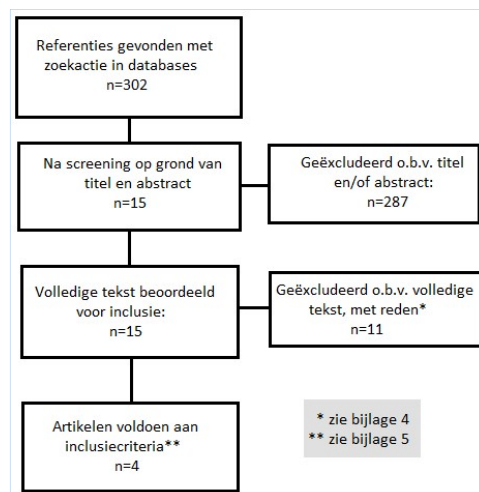 Referenties gevonden met
zoekactie in databases
n=302
Na screening op grond van
titel en abstract
n=15
Geëxcludeerd o.b.v. titel
en/of abstract:
n=287
Volledige tekst beoordeeld
voor inclusie:
n=15
Geëxcludeerd o.b.v. volledige
tekst, met reden*
n=11
Artikelen voldoen aan
inclusiecriteria**
n=4
* zie bijlage 4
** zie bijlage 5